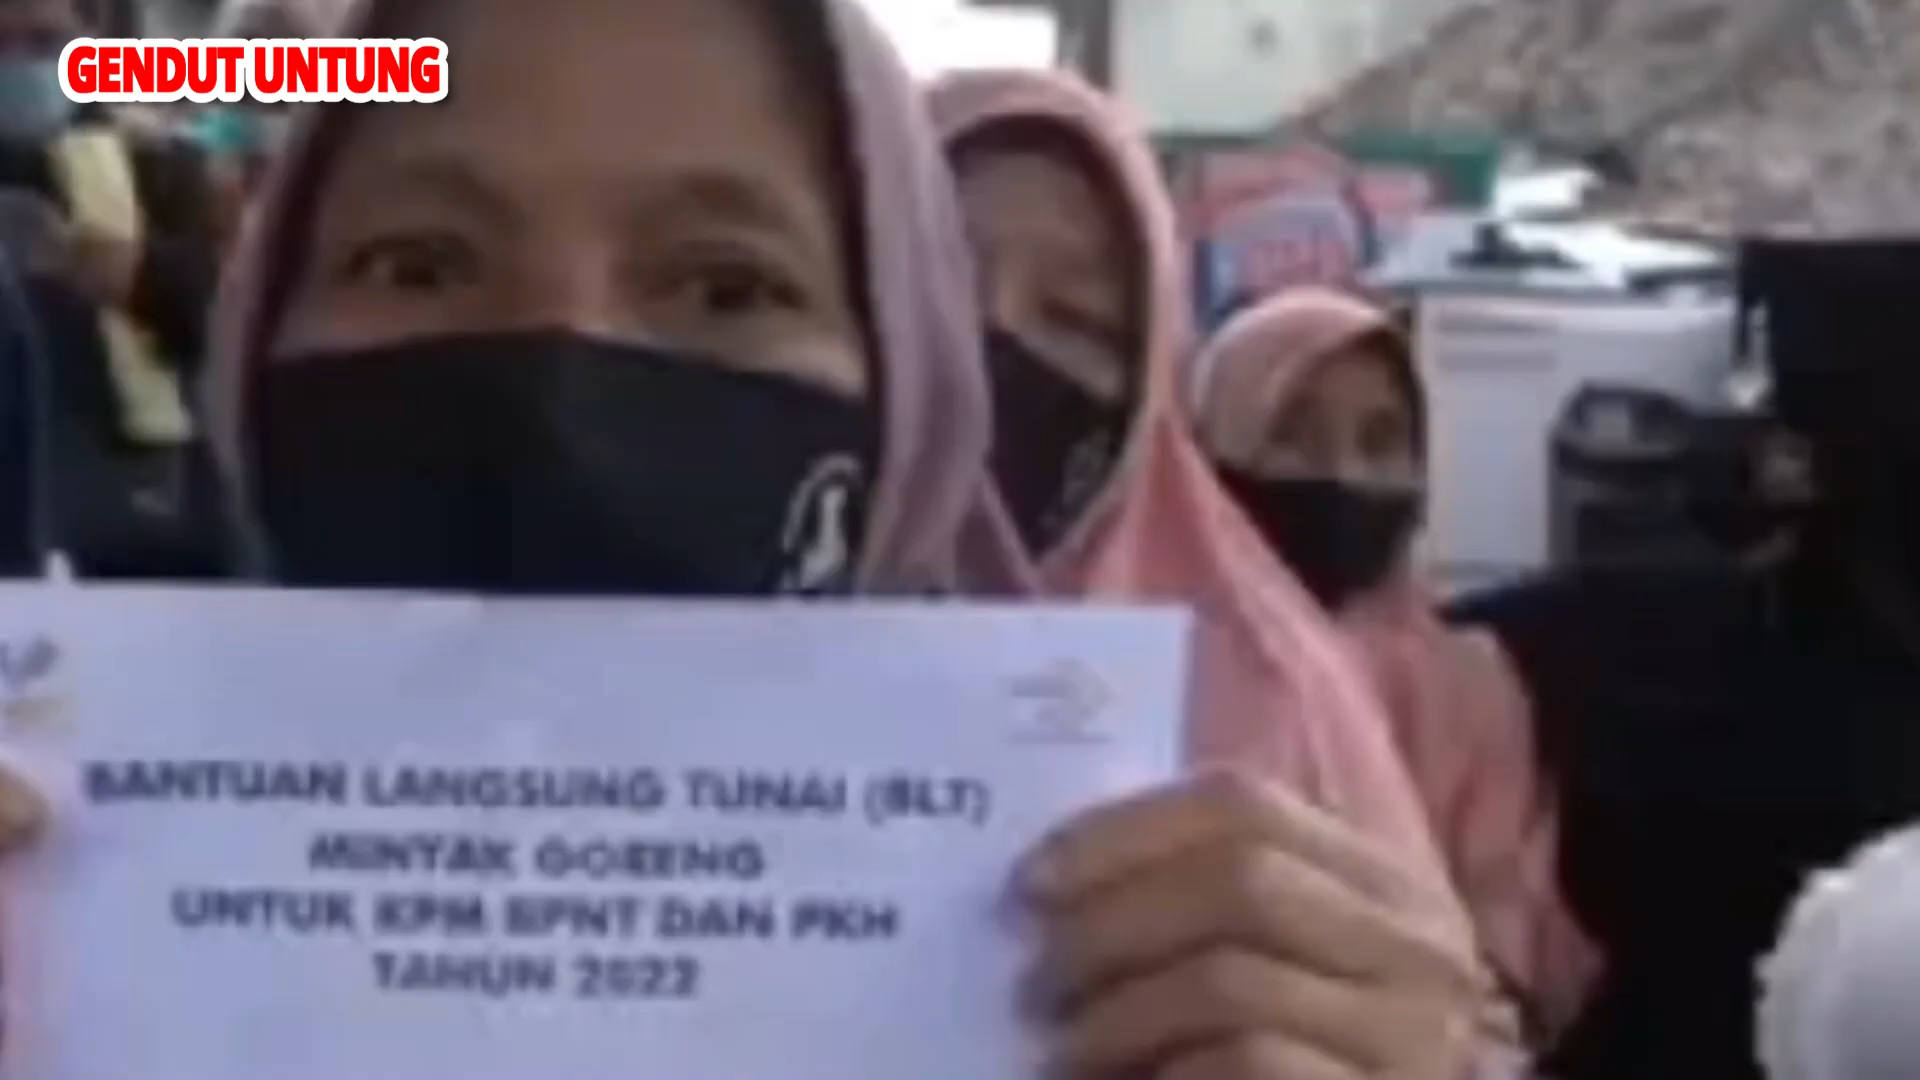 GENDUT UNTUNG
BANTUAN LANGSUNG TUNAI (BLT)
MINYAK GORENG
UNTUK KPM BPNT DAN PKH
TAHUN 2022